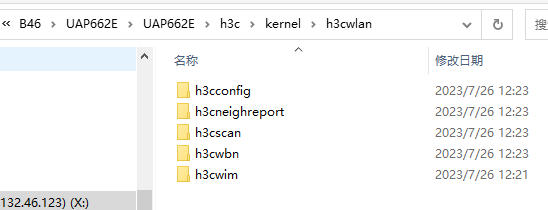 « B46 > UAP662E > UAP662E > h3c > kernel > h3cwlan
搜
名称 修改日期
h3cconfig 2023/7/26 12:23
h3cneighreport 2023/7/26 12:23
h3cscan 2023/7/26 12:23
h3cwbn 2023/7/26 12:23
h3cwim 2023/7/26 12:21
132.46.123) (X:)